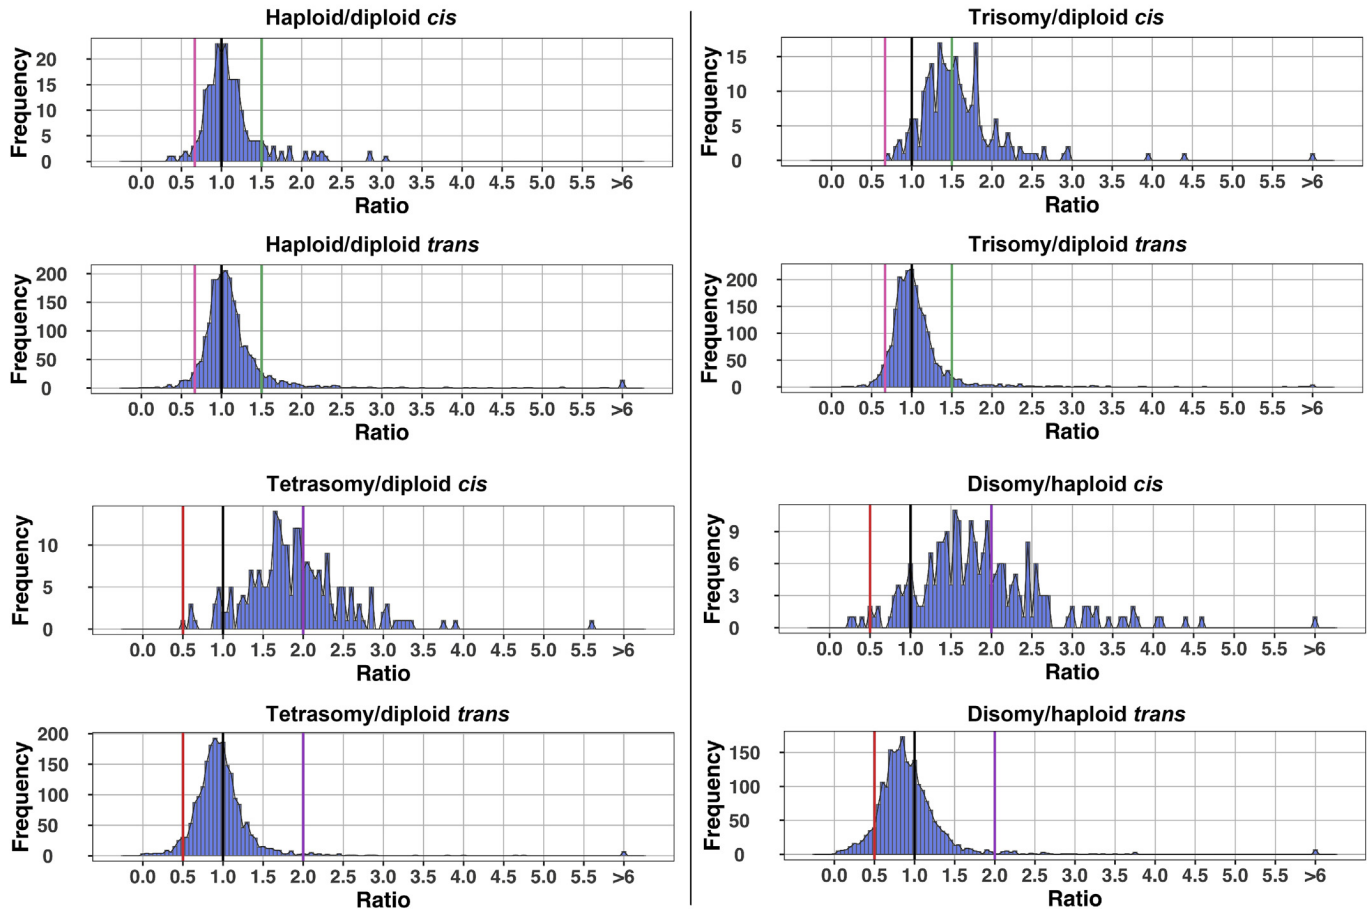 Haploid/diploid cis
Frequency
20
15
10
5
0
0.0 0.5 1.0 1.5 2.0 2.5 3.0 3.5 4.0 4.5 5.0 5.5 >6
Ratio
Haploid/diploid trans
Frequency
200
150
100
50
0
0.0 0.5 1.0 1.5 2.0 2.5 3.0 3.5 4.0 4.5 5.0 5.5 >6
Ratio
Tetrasomy/diploid cis
Frequency
10
5
0
0.0 0.5 1.0 1.5 2.0 2.5 3.0 3.5 4.0 4.5 5.0 5.5 >6
Ratio
Tetrasomy/diploid trans
Frequency
200
150
100
50
0
0.0 0.5 1.0 1.5 2.0 2.5 3.0 3.5 4.0 4.5 5.0 5.5 >6
Ratio
Trisomy/diploid cis
Frequency
15
10
5
0
0.0 0.5 1.0 1.5 2.0 2.5 3.0 3.5 4.0 4.5 5.0 5.5 >6
Ratio
Trisomy/diploid trans
Frequency
200
150
100
50
0
0.0 0.5 1.0 1.5 2.0 2.5 3.0 3.5 4.0 4.5 5.0 5.5 >6
Ratio
Disomy/haploid cis
Frequency
9
6
3
0
0.0 0.5 1.0 1.5 2.0 2.5 3.0 3.5 4.0 4.5 5.0 5.5 >6
Ratio
Disomy/haploid trans
Frequency
150
100
50
0
0.0 0.5 1.0 1.5 2.0 2.5 3.0 3.5 4.0 4.5 5.0 5.5 >6
Ratio